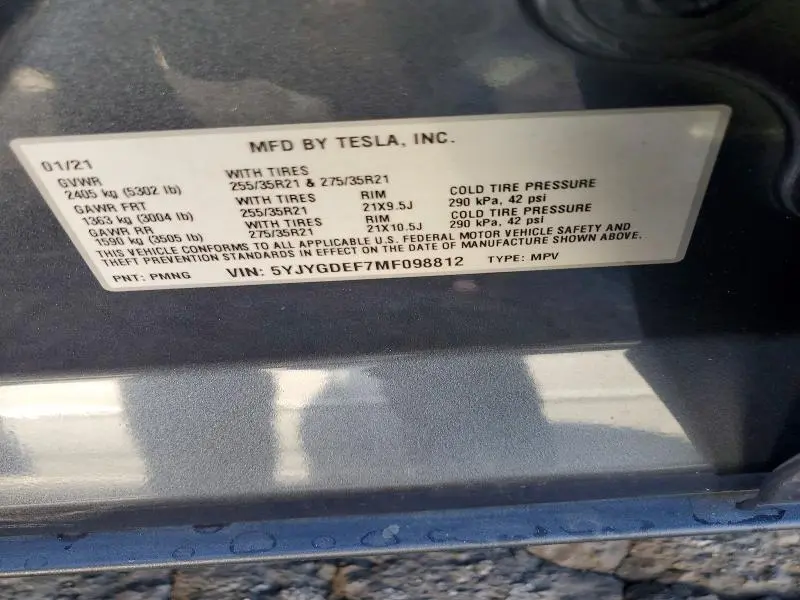 MFD BY TESLA, INC.
01/21
GVWR WITH TIRES
2405 kg (5302 lb) 255/35R21 & 275/35R21
GAWR FRT WITH TIRES RIM COLD TIRE PRESSURE
1363 kg (3004 lb) 255/35R21 21X9.5J 290 kPa, 42 psi
GAWR RR WITH TIRES RIM COLD TIRE PRESSURE
1590 kg (3505 lb) 275/35R21 21X10.5J 290 kPa, 42 psi
THIS VEHICLE CONFORMS TO ALL APPLICABLE U.S. FEDERAL MOTOR VEHICLE SAFETY AND
THEFT PREVENTION STANDARDS IN EFFECT ON THE DATE OF MANUFACTURE SHOWN ABOVE.
PNT: PMNG VIN: 5YJYGDEF7MF098812 TYPE: MPV